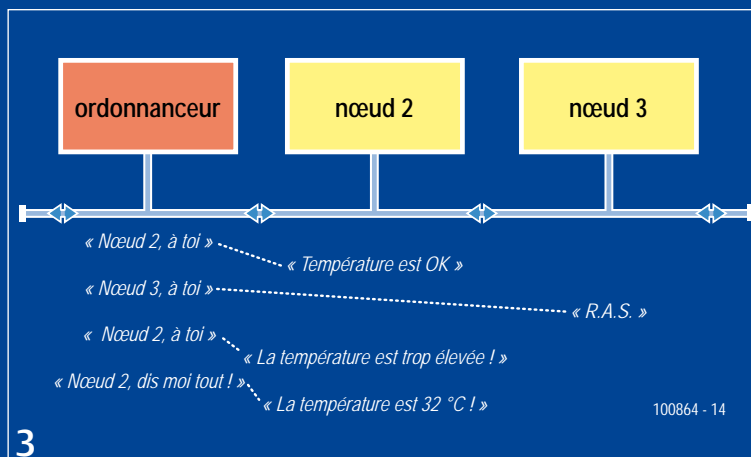 ordonnanceur
nœud 2
nœud 3
« Nœud 2, à toi »
« Température est OK »
« Nœud 3, à toi »
« R.A.S. »
« Nœud 2, à toi »
« La température est trop élevée ! »
« Nœud 2, dis moi tout ! »
« La température est 32 °C ! »
100864 - 14
3